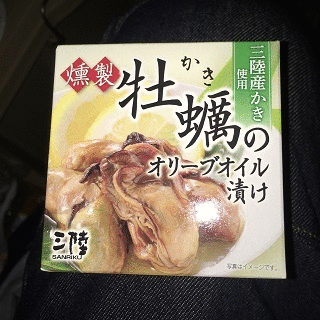 燻製
三陸産かき
使用
かき
牡蠣の
オリーブオイル
漬け
三陸
SANRIKU
写真はイメージです。